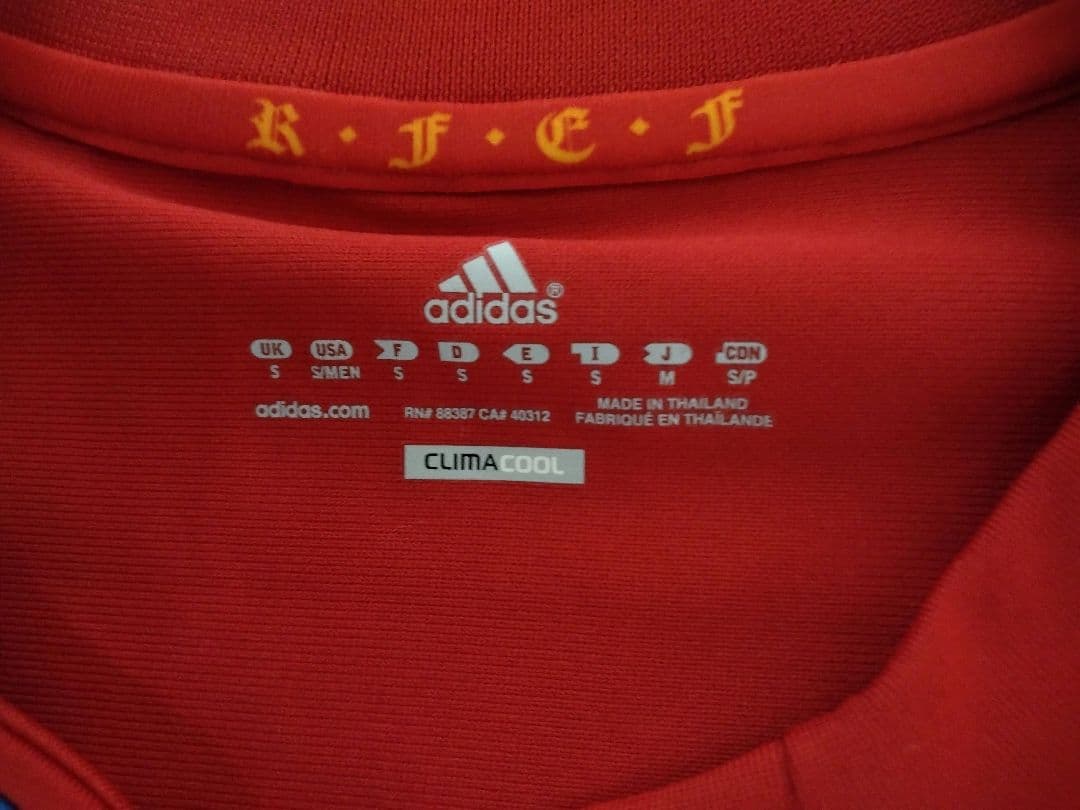 R · F · E · F
adidas®
UK USA F D E I J CDN
S S/MEN S S S S M S/P
adidas.com RN# 88387 CA# 40312 MADE IN THAILAND
FABRIQUÉ EN THAÏLANDE
CLIMACOOL